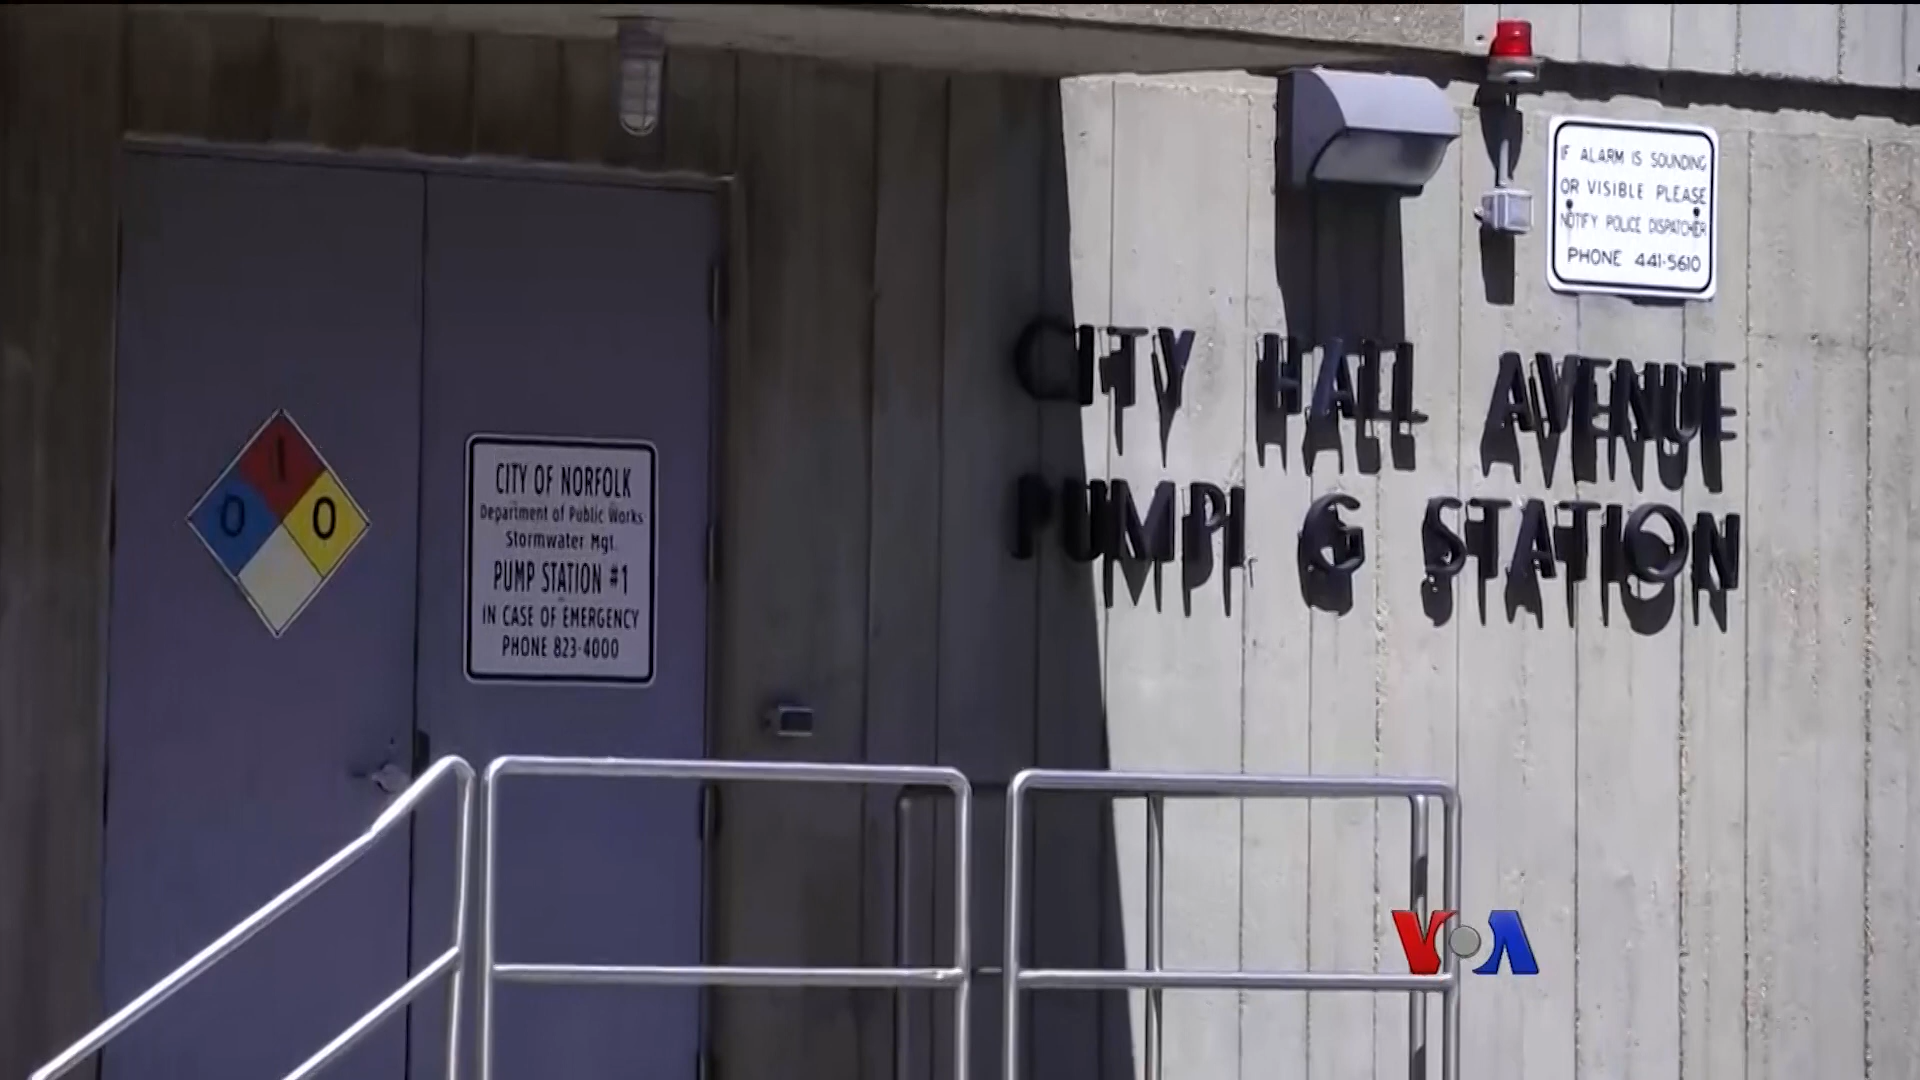 1
0
0
CITY OF NORFOLK
Department of Public Works
Stormwater Mgt.
PUMP STATION #1
IN CASE OF EMERGENCY
PHONE 823-4000
IF ALARM IS SOUNDING
OR VISIBLE PLEASE
NOTIFY POLICE DISPATCHER
PHONE 441-5610
CITY HALL AVENUE
PUMPI G STATION
VOA